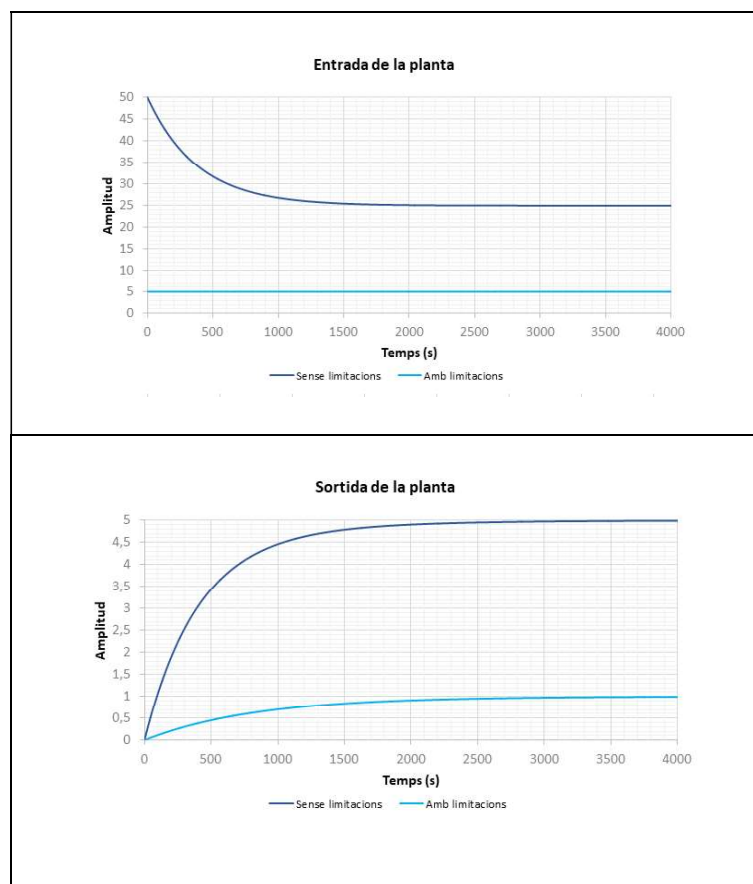 Entrada de la planta
50
45
40
35
30
25
20
15
10
5
0
Amplitud
0 500 1000 1500 2000 2500 3000 3500 4000
Temps (s)
Sense limitacions Amb limitacions
Sortida de la planta
5
4,5
4
3,5
3
2,5
2
1,5
1
0,5
0
Amplitud
0 500 1000 1500 2000 2500 3000 3500 4000
Temps (s)
Sense limitacions Amb limitacions